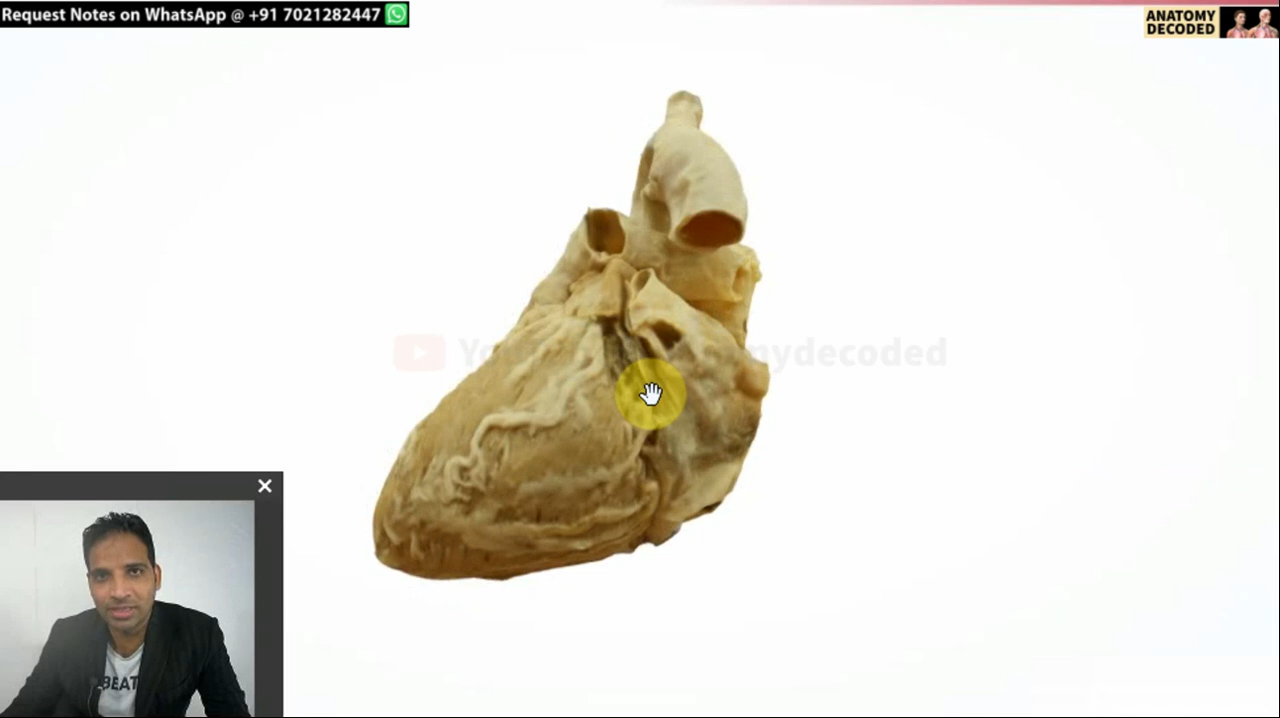 Request Notes on WhatsApp @ +91 7021282447
ANATOMY
DECODED
BEAT